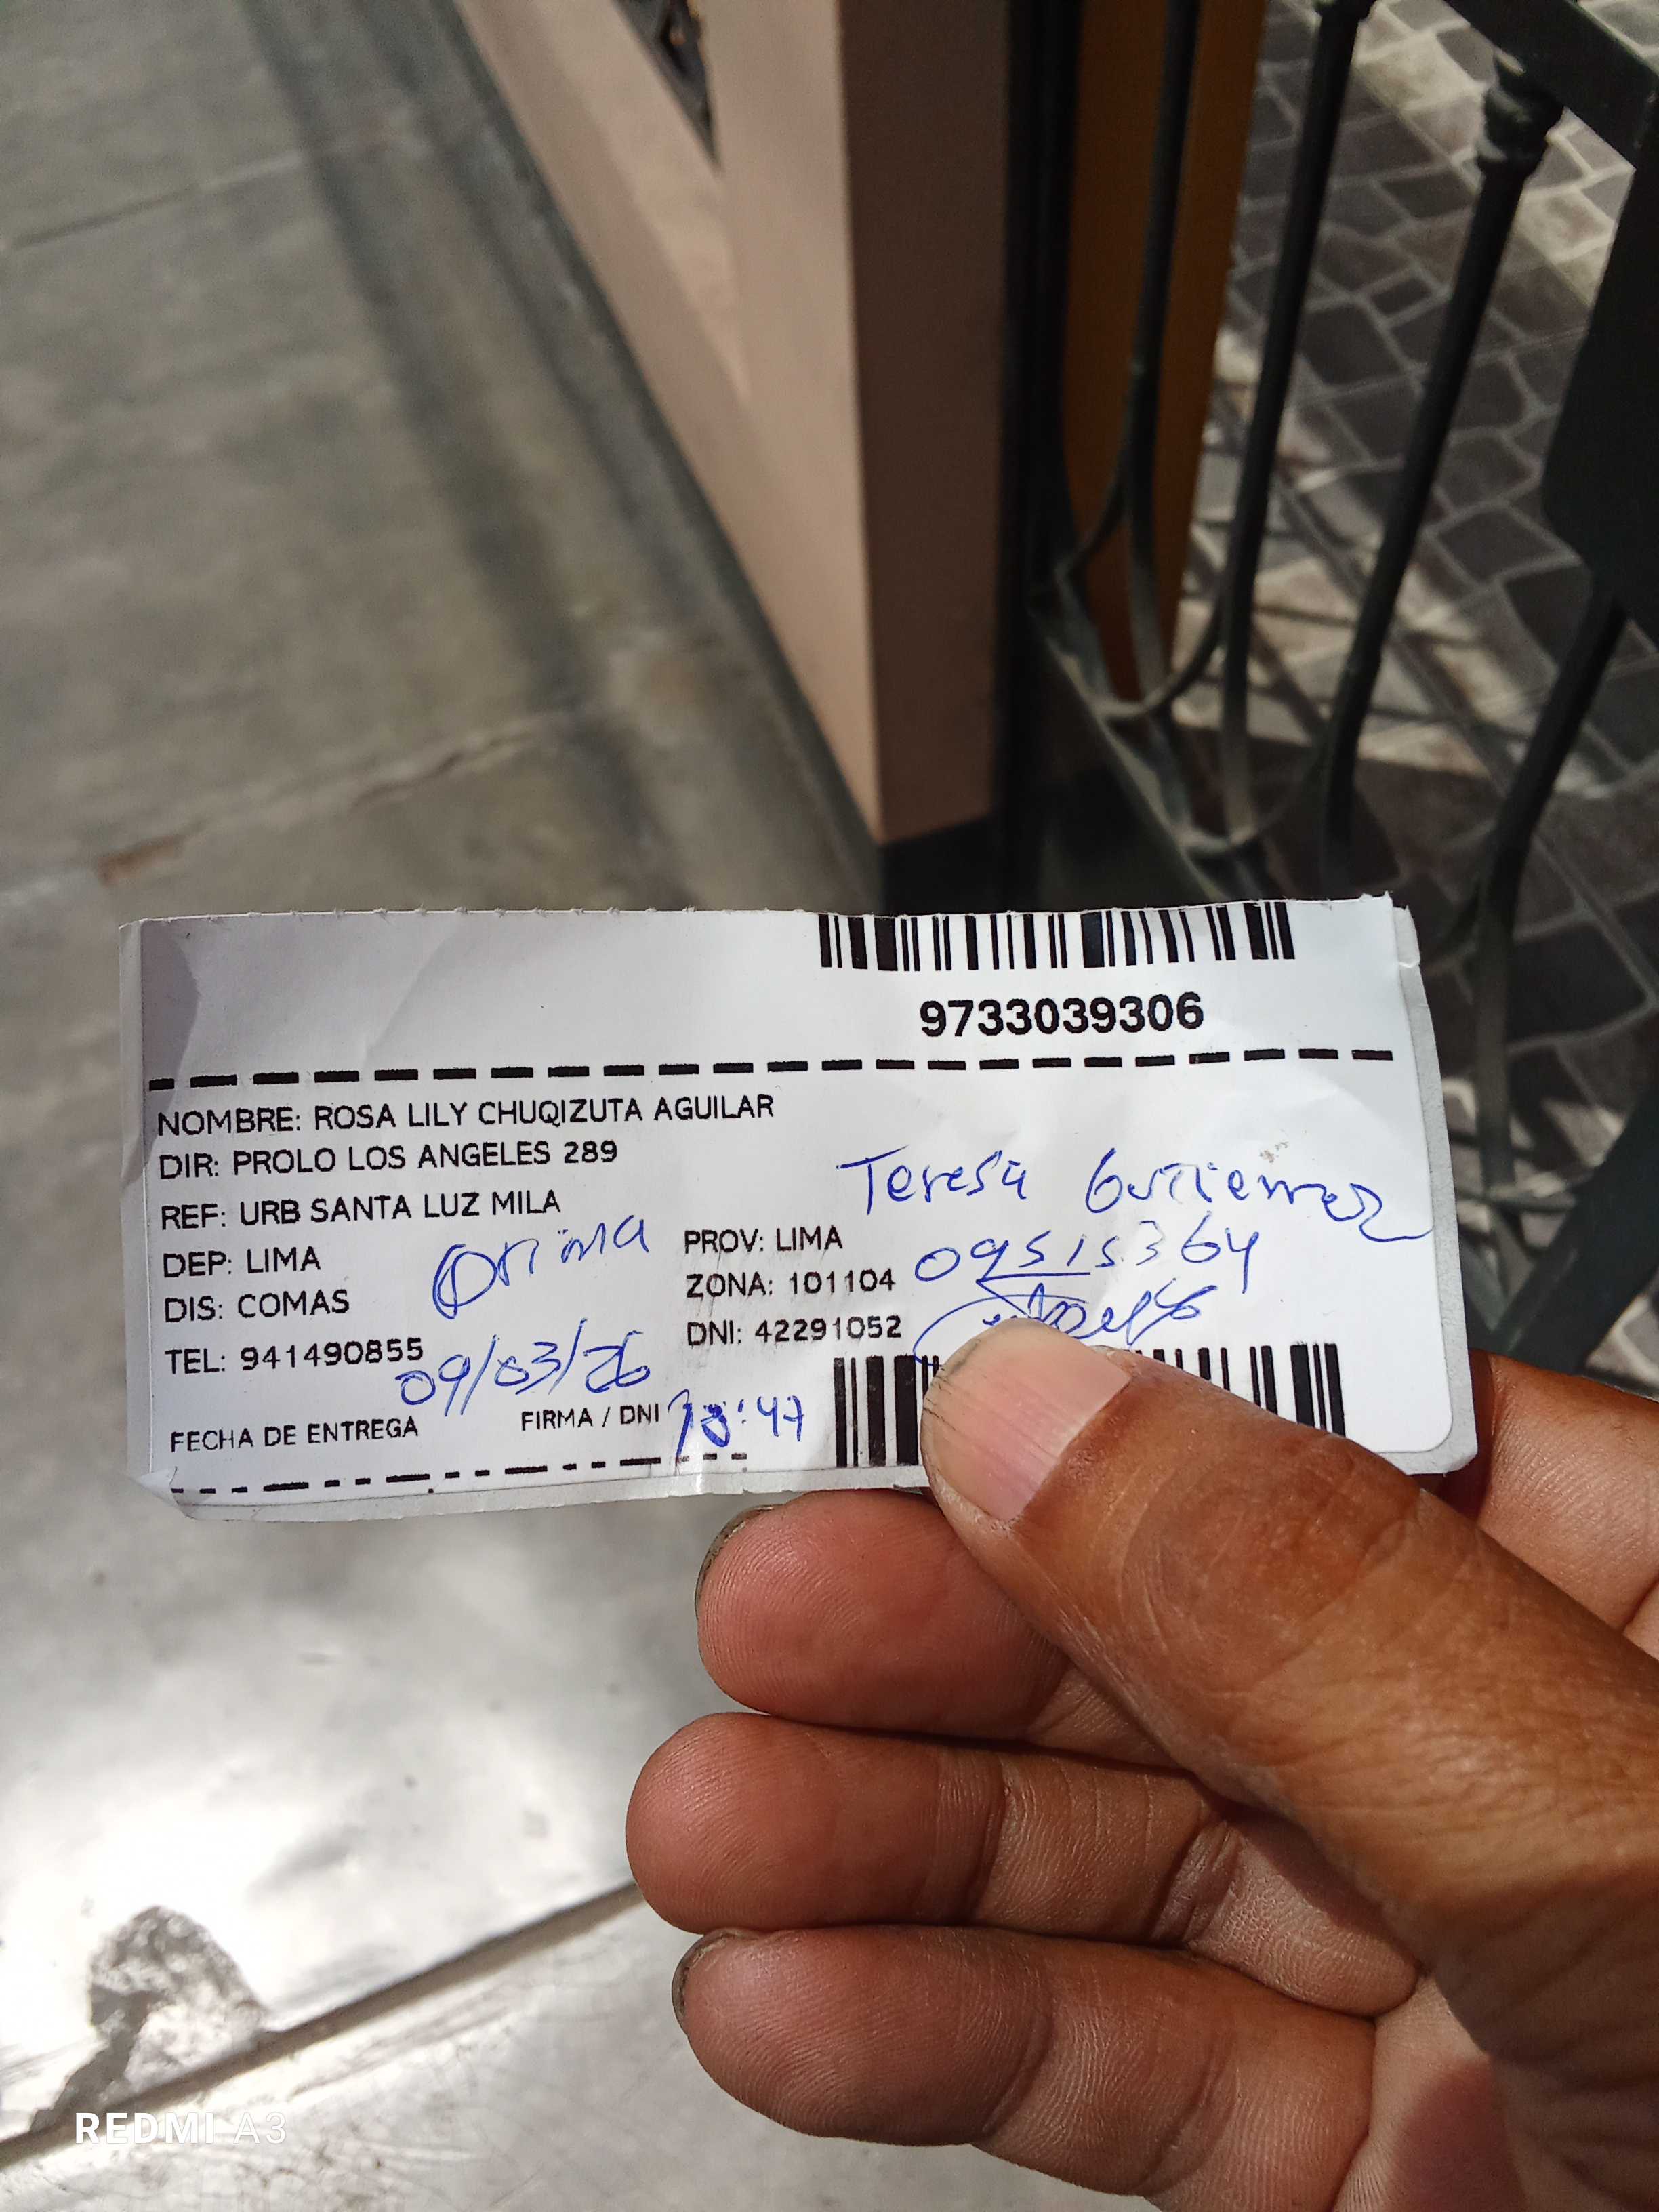 9733039306
NOMBRE: ROSA LILY CHUQIZUTA AGUILAR
DIR: PROLO LOS ANGELES 289
REF: URB SANTA LUZ MILA
Teresa Gutierrez
DEP: LIMA
PROV: LIMA
09515364
DIS: COMAS
Prima
ZONA: 101104
TEL: 941490855
DNI: 42291052
09/03/26
FECHA DE ENTREGA
FIRMA / DNI
:47
REDMI A3